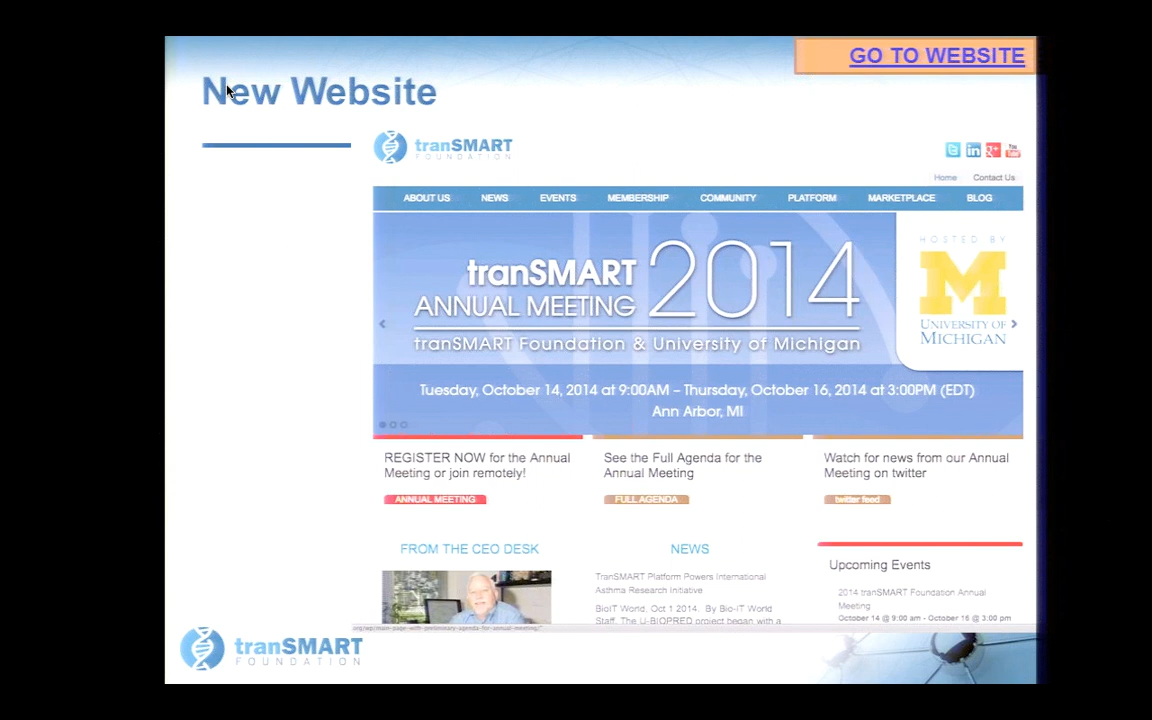 GO TO WEBSITE
New Website
tranSMART
FOUNDATION
You
Home Contact Us
ABOUT US NEWS EVENTS MEMBERSHIP COMMUNITY PLATFORM MARKETPLACE BLOG
tranSMART 2014
ANNUAL MEETING
tranSMART Foundation & University of Michigan
HOSTED BY
M
UNIVERSITY OF
MICHIGAN
Tuesday, October 14, 2014 at 9:00AM – Thursday, October 16, 2014 at 3:00PM (EDT)
Ann Arbor, MI
REGISTER NOW for the Annual
Meeting or join remotely!
ANNUAL MEETING
See the Full Agenda for the
Annual Meeting
FULL AGENDA
Watch for news from our Annual
Meeting on twitter
twitter feed
FROM THE CEO DESK
NEWS
TranSMART Platform Powers International
Asthma Research Initiative
BioIT World, Oct 1 2014. By Bio-IT World
Staff. The U-BIOPRED project began with a
Upcoming Events
2014 tranSMART Foundation Annual
Meeting
October 14 @ 9:00 am - October 16 @ 3:00 pm
tranSMART
FOUNDATION